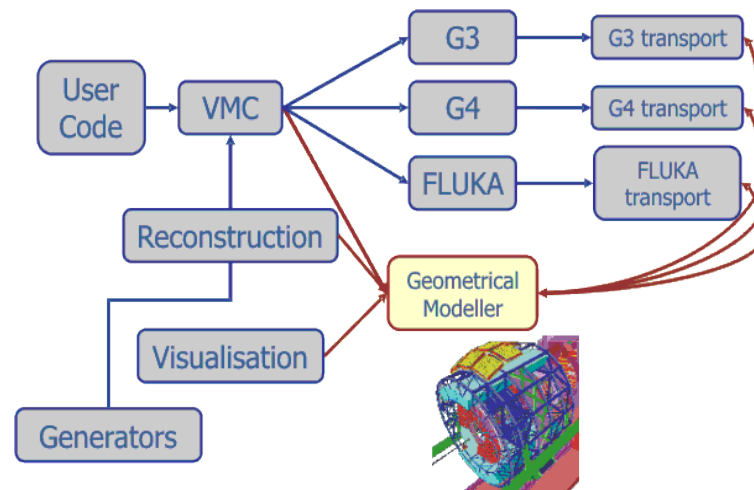 G3
G3 transport
User
Code
VMC
G4
G4 transport
FLUKA
FLUKA
transport
Reconstruction
Geometrical
Modeller
Visualisation
Generators